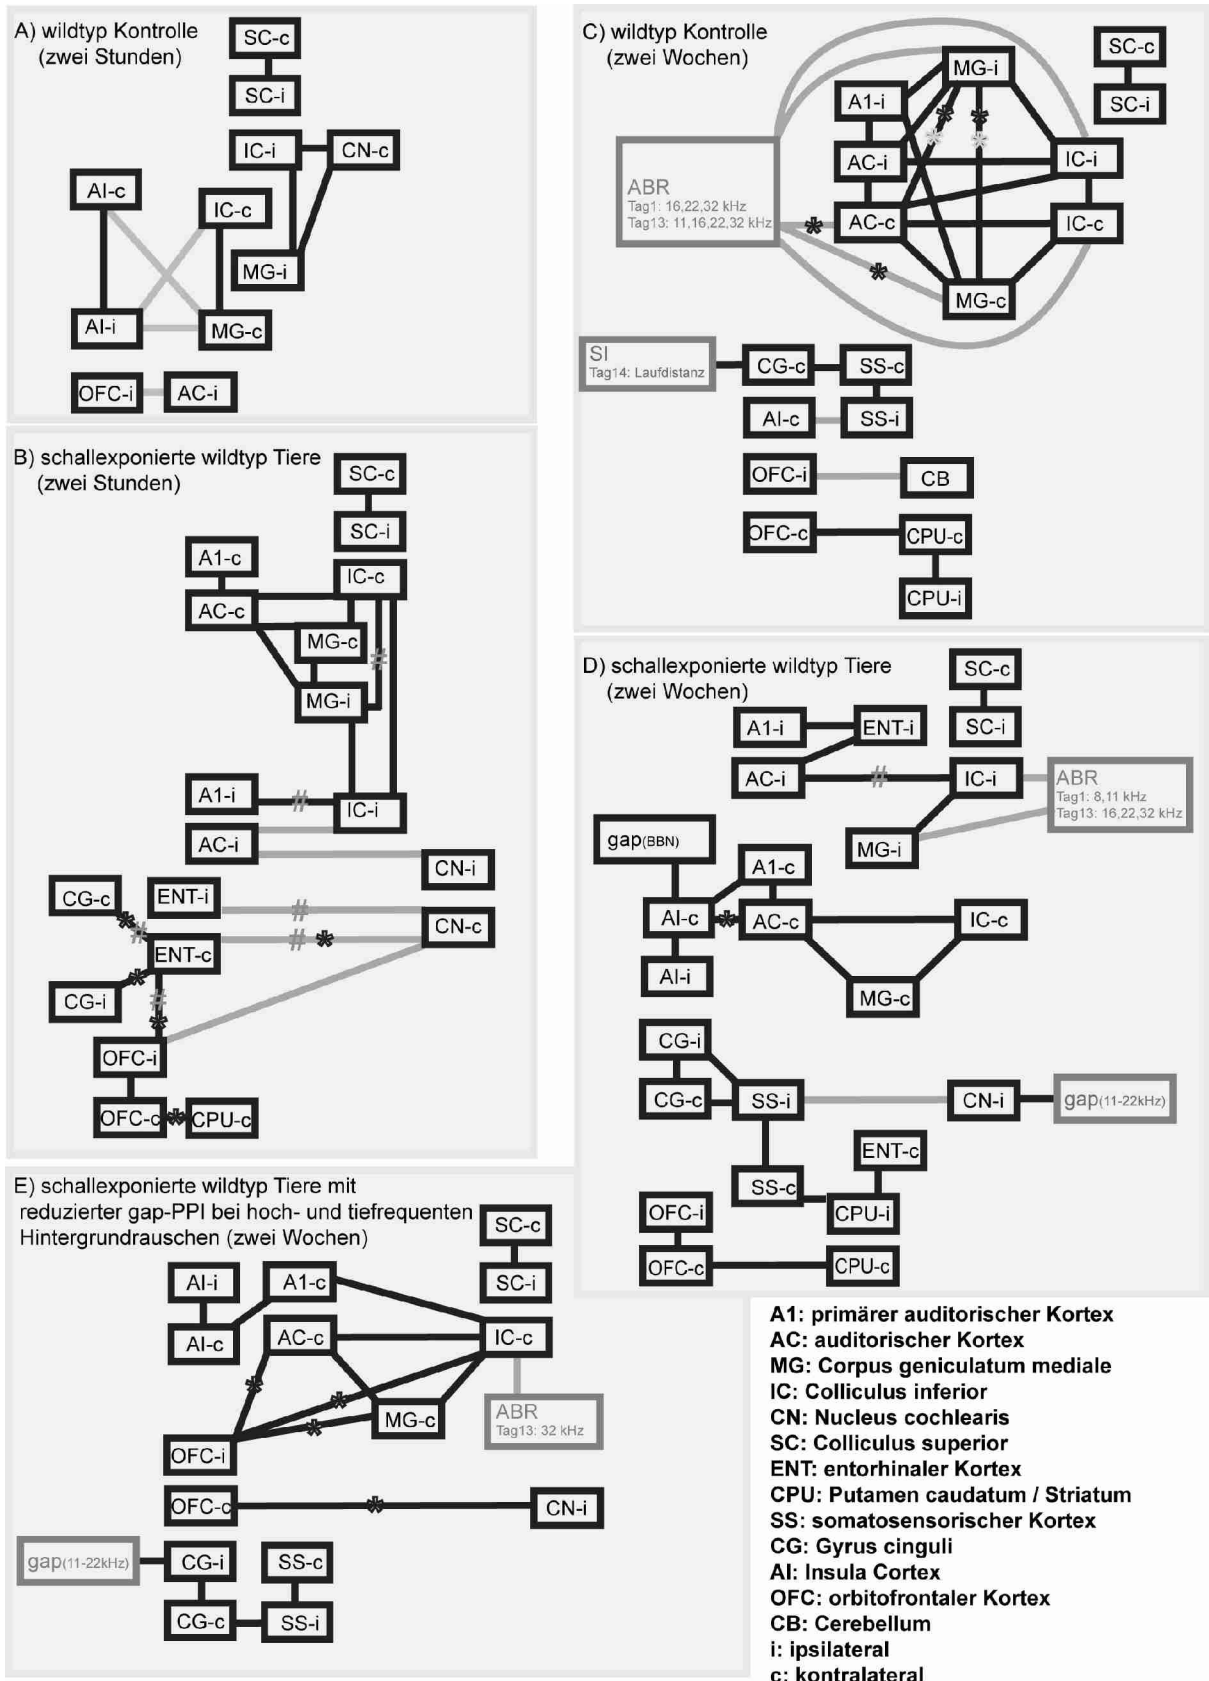 A) wildtyp Kontrolle
(zwei Stunden)
SC-c
SC-i
IC-i
CN-c
AI-c
IC-c
MG-i
AI-i
MG-c
OFC-i
AC-i
B) schallexponierte wildtyp Tiere
(zwei Stunden)
SC-c
SC-i
A1-c
IC-c
AC-c
MG-c
#
MG-i
A1-i
#
IC-i
AC-i
CN-i
CG-c
ENT-i
#
CN-c
* #
# *
ENT-c
*
CG-i
#
*
OFC-i
OFC-c
*
CPU-c
C) wildtyp Kontrolle
(zwei Wochen)
SC-c
MG-i
SC-i
A1-i
* *
* *
ABR
Tag1: 16,22,32 kHz
Tag13: 11,16,22,32 kHz
AC-i
IC-i
*
AC-c
IC-c
*
MG-c
SI
Tag14: Laufdistanz
CG-c
SS-c
AI-c
SS-i
OFC-i
CB
OFC-c
CPU-c
CPU-i
D) schallexponierte wildtyp Tiere
(zwei Wochen)
SC-c
A1-i
ENT-i
SC-i
AC-i
#
IC-i
ABR
Tag1: 8,11 kHz
Tag13: 16,22,32 kHz
gap(BBN)
MG-i
A1-c
AI-c
*
AC-c
IC-c
AI-i
MG-c
CG-i
CG-c
SS-i
CN-i
gap(11-22kHz)
ENT-c
SS-c
OFC-i
CPU-i
OFC-c
CPU-c
E) schallexponierte wildtyp Tiere mit
reduzierter gap-PPI bei hoch- und tiefrequenten
Hintergrundrauschen (zwei Wochen)
SC-c
AI-i
A1-c
SC-i
AI-c
AC-c
IC-c
*
*
*
MG-c
ABR
Tag13: 32 kHz
OFC-i
OFC-c
*
CN-i
gap(11-22kHz)
CG-i
SS-c
CG-c
SS-i
A1: primärer auditorischer Kortex
AC: auditorischer Kortex
MG: Corpus geniculatum mediale
IC: Colliculus inferior
CN: Nucleus cochlearis
SC: Colliculus superior
ENT: entorhinaler Kortex
CPU: Putamen caudatum / Striatum
SS: somatosensorischer Kortex
CG: Gyrus cinguli
AI: Insula Cortex
OFC: orbitofrontaler Kortex
CB: Cerebellum
i: ipsilateral
c: kontralateral